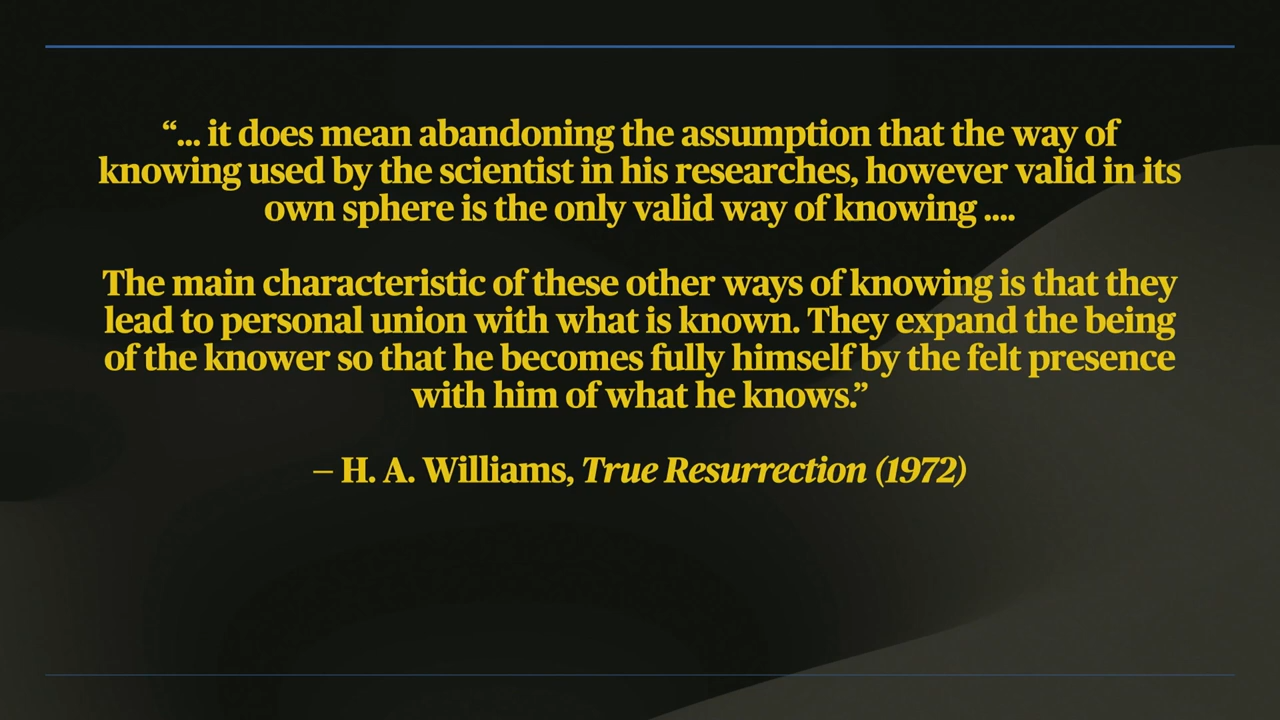 “... it does mean abandoning the assumption that the way of
knowing used by the scientist in his researches, however valid in its
own sphere is the only valid way of knowing ....
The main characteristic of these other ways of knowing is that they
lead to personal union with what is known. They expand the being
of the knower so that he becomes fully himself by the felt presence
with him of what he knows.”
– H. A. Williams, True Resurrection (1972)